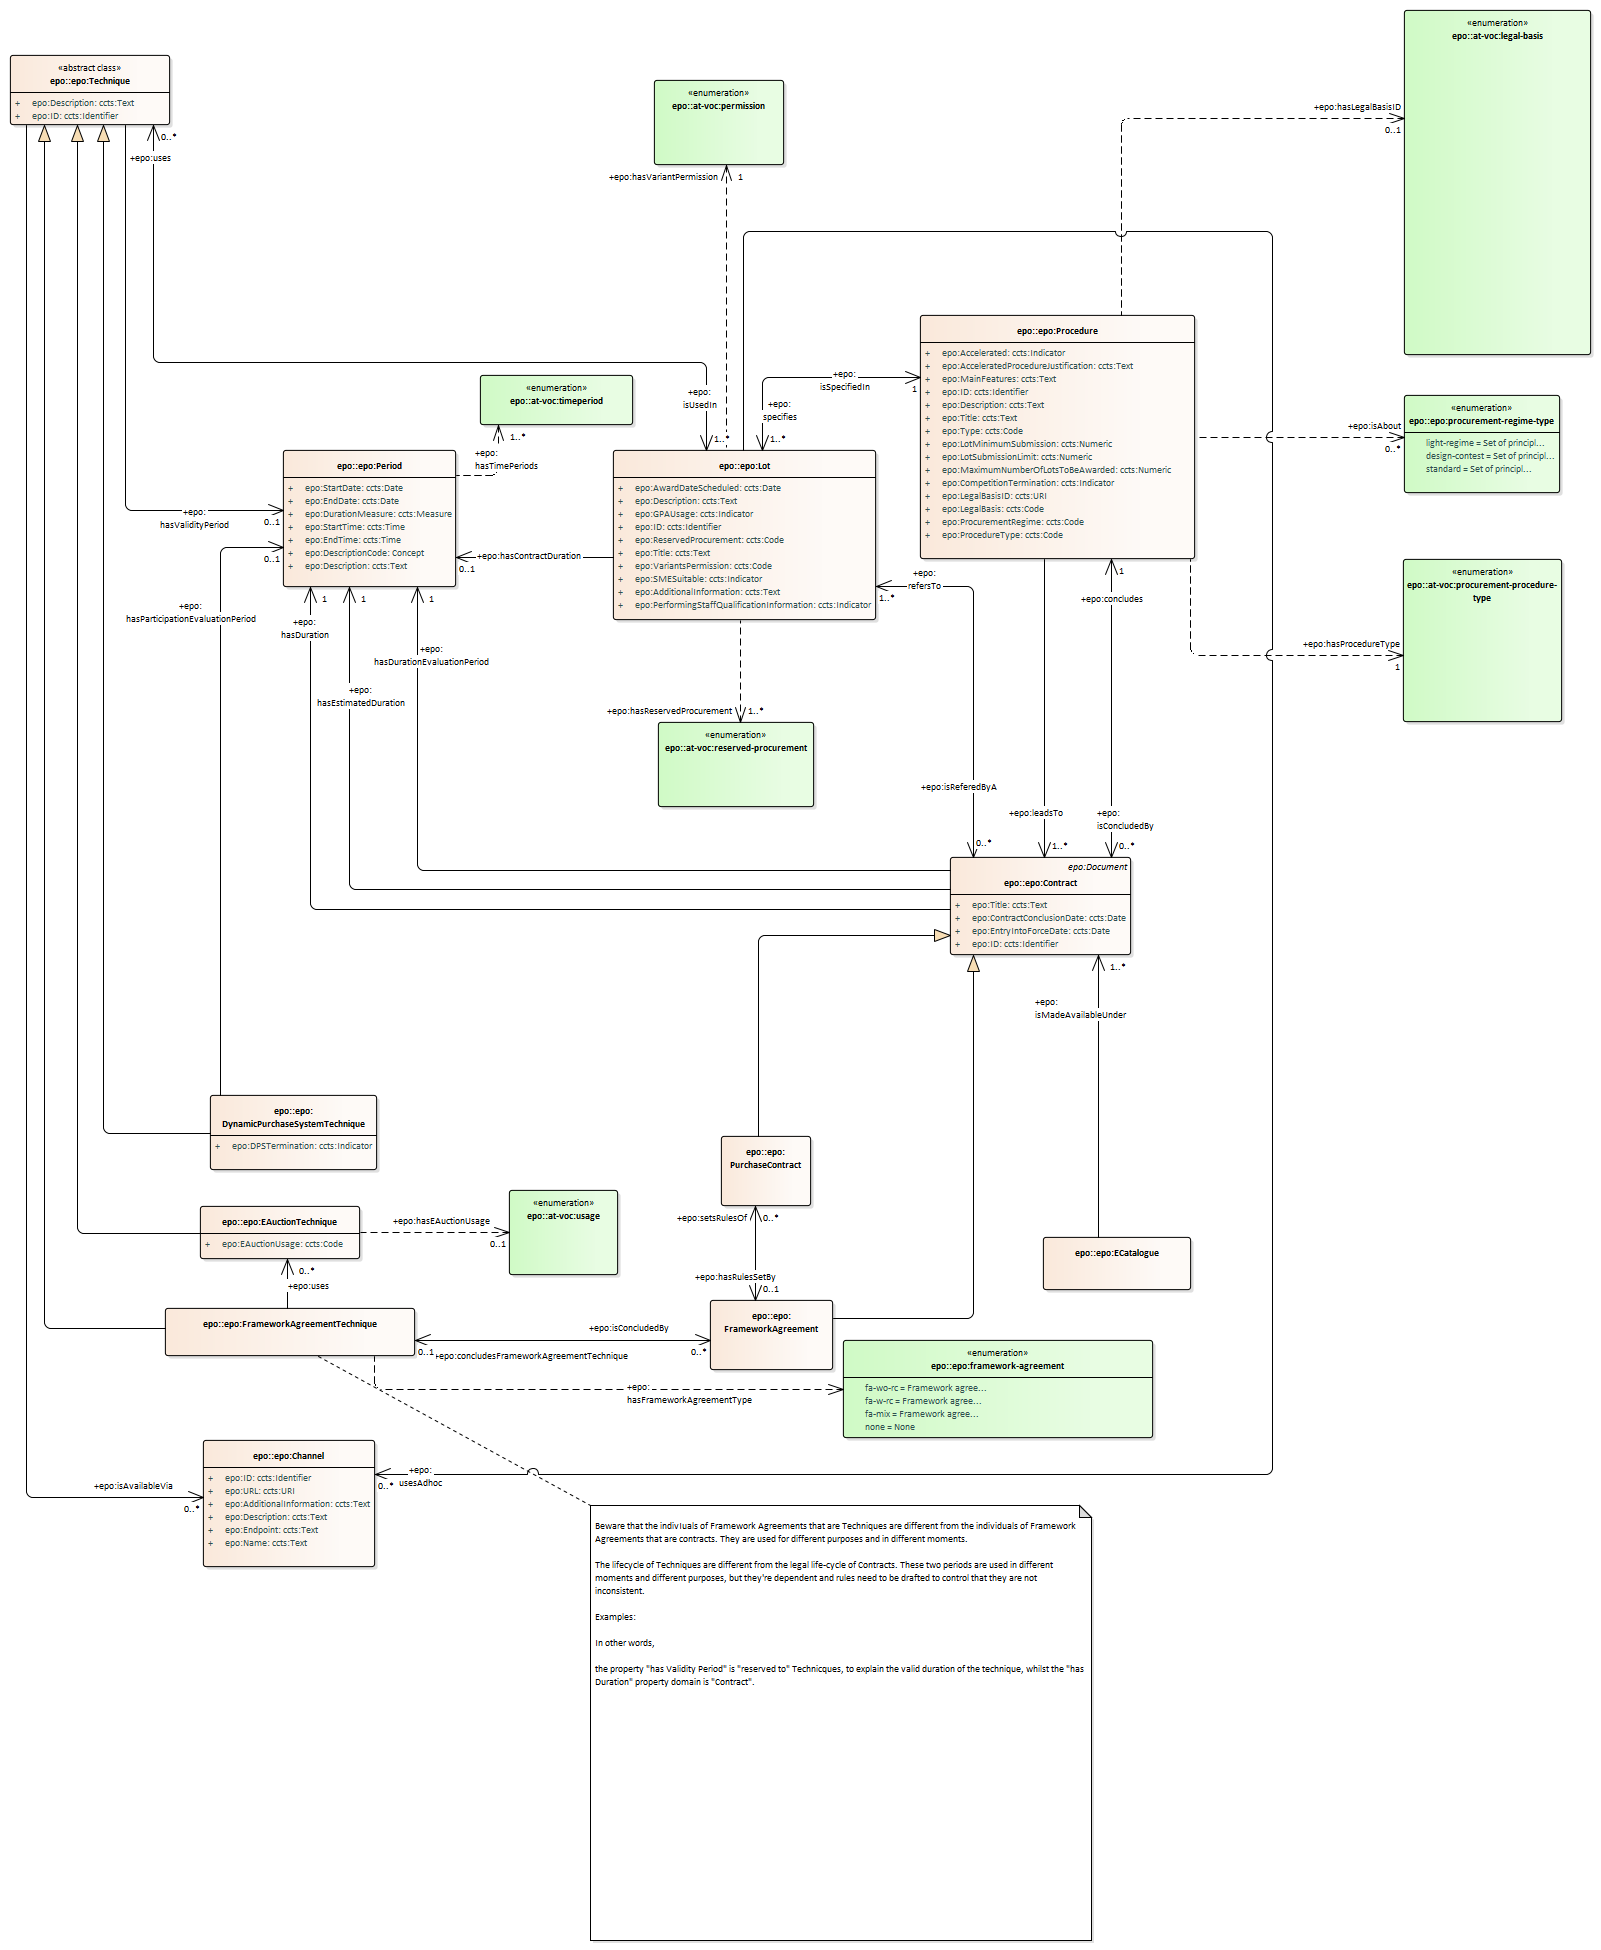 «enumeration»
epo::at-voc:legal-basis
«abstract class»
epo::epo:Technique
+ epo:Description: ccts:Text
+ epo:ID: ccts:Identifier
«enumeration»
epo::at-voc:permission
+epo:hasLegalBasisID
0..1
0..*
+epo:uses
+epo:hasVariantPermission
1
epo::epo:Procedure
+ epo:Accelerated: ccts:Indicator
+ epo:AcceleratedProcedureJustification: ccts:Text
+ epo:MainFeatures: ccts:Text
+ epo:ID: ccts:Identifier
+ epo:Description: ccts:Text
+ epo:Title: ccts:Text
+ epo:Type: ccts:Code
+ epo:LotMinimumSubmission: ccts:Numeric
+ epo:LotSubmissionLimit: ccts:Numeric
+ epo:MaximumNumberOfLotsToBeAwarded: ccts:Numeric
+ epo:CompetitionTermination: ccts:Indicator
+ epo:LegalBasisID: ccts:URI
+ epo:LegalBasis: ccts:Code
+ epo:ProcurementRegime: ccts:Code
+ epo:ProcedureType: ccts:Code
+epo:
isSpecifiedIn
1
«enumeration»
epo::at-voc:timeperiod
+epo:
isUsedIn
1..*
+epo:
specifies
1..*
«enumeration»
epo::epo:procurement-regime-type
light-regime = Set of principl...
design-contest = Set of principl...
standard = Set of principl...
+epo:isAbout
0..*
1..*
+epo:
hasTimePeriods
epo::epo:Period
+ epo:StartDate: ccts:Date
+ epo:EndDate: ccts:Date
+ epo:DurationMeasure: ccts:Measure
+ epo:StartTime: ccts:Time
+ epo:EndTime: ccts:Time
+ epo:DescriptionCode: Concept
+ epo:Description: ccts:Text
epo::epo:Lot
+ epo:AwardDateScheduled: ccts:Date
+ epo:Description: ccts:Text
+ epo:GPAUsage: ccts:Indicator
+ epo:ID: ccts:Identifier
+ epo:ReservedProcurement: ccts:Code
+ epo:Title: ccts:Text
+ epo:VariantsPermission: ccts:Code
+ epo:SMESuitable: ccts:Indicator
+ epo:AdditionalInformation: ccts:Text
+ epo:PerformingStaffQualificationInformation: ccts:Indicator
+epo:
hasValidityPeriod
0..1
0..1
+epo:hasContractDuration
0..1
+epo:
refersTo
1..*
1
+epo:concludes
«enumeration»
epo::at-voc:procurement-procedure-
type
+epo:hasProcedureType
1
+epo:
hasParticipationEvaluationPeriod
1
+epo:
hasDuration
1
+epo:
hasEstimatedDuration
1
+epo:
hasDurationEvaluationPeriod
+epo:hasReservedProcurement
1..*
«enumeration»
epo::at-voc:reserved-procurement
+epo:isReferedByA
0..*
+epo:leadsTo
1..*
+epo:
isConcludedBy
0..*
epo:Document
epo::epo:Contract
+ epo:Title: ccts:Text
+ epo:ContractConclusionDate: ccts:Date
+ epo:EntryIntoForceDate: ccts:Date
+ epo:ID: ccts:Identifier
1..*
+epo:
isMadeAvailableUnder
epo::epo:
DynamicPurchaseSystemTechnique
+ epo:DPSTermination: ccts:Indicator
epo::epo:
PurchaseContract
+epo:setsRulesOf
0..*
epo::epo:EAuctionTechnique
+ epo:EAuctionUsage: ccts:Code
+epo:hasEAuctionUsage
0..1
«enumeration»
epo::at-voc:usage
epo::epo:ECatalogue
0..*
+epo:uses
+epo:hasRulesSetBy
0..1
epo::epo:FrameworkAgreementTechnique
epo::epo:
FrameworkAgreement
+epo:isConcludedBy
0..*
0..1
+epo:concludesFrameworkAgreementTechnique
+epo:
hasFrameworkAgreementType
«enumeration»
epo::epo:framework-agreement
fa-wo-rc = Framework agree...
fa-w-rc = Framework agree...
fa-mix = Framework agree...
none = None
epo::epo:Channel
+ epo:ID: ccts:Identifier
+ epo:URL: ccts:URI
+ epo:AdditionalInformation: ccts:Text
+ epo:Description: ccts:Text
+ epo:Endpoint: ccts:Text
+ epo:Name: ccts:Text
+epo:isAvailableVia
0..*
+epo:
usesAdhoc
0..*
Beware that the indivIuals of Framework Agreements that are Techniques are different from the individuals of Framework
Agreements that are contracts. They are used for different purposes and in different moments.
The lifecycle of Techniques are different from the legal life-cycle of Contracts. These two periods are used in different
moments and different purposes, but they're dependent and rules need to be drafted to control that they are not
inconsistent.
Examples:
In other words,
the property "has Validity Period" is "reserved to" Technicques, to explain the valid duration of the technique, whilst the "has
Duration" property domain is "Contract".